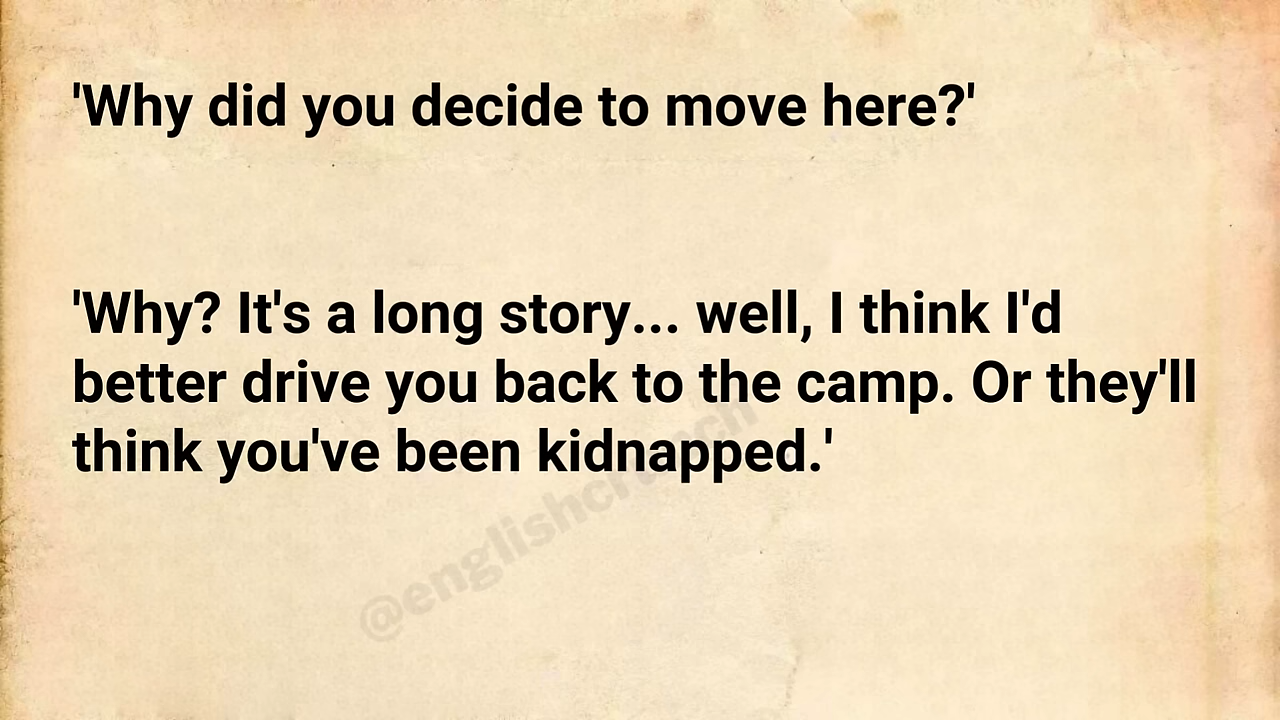 'Why did you decide to move here?'
'Why? It's a long story... well, I think I'd
better drive you back to the camp. Or they'll
think you've been kidnapped.'
@englishcrunch